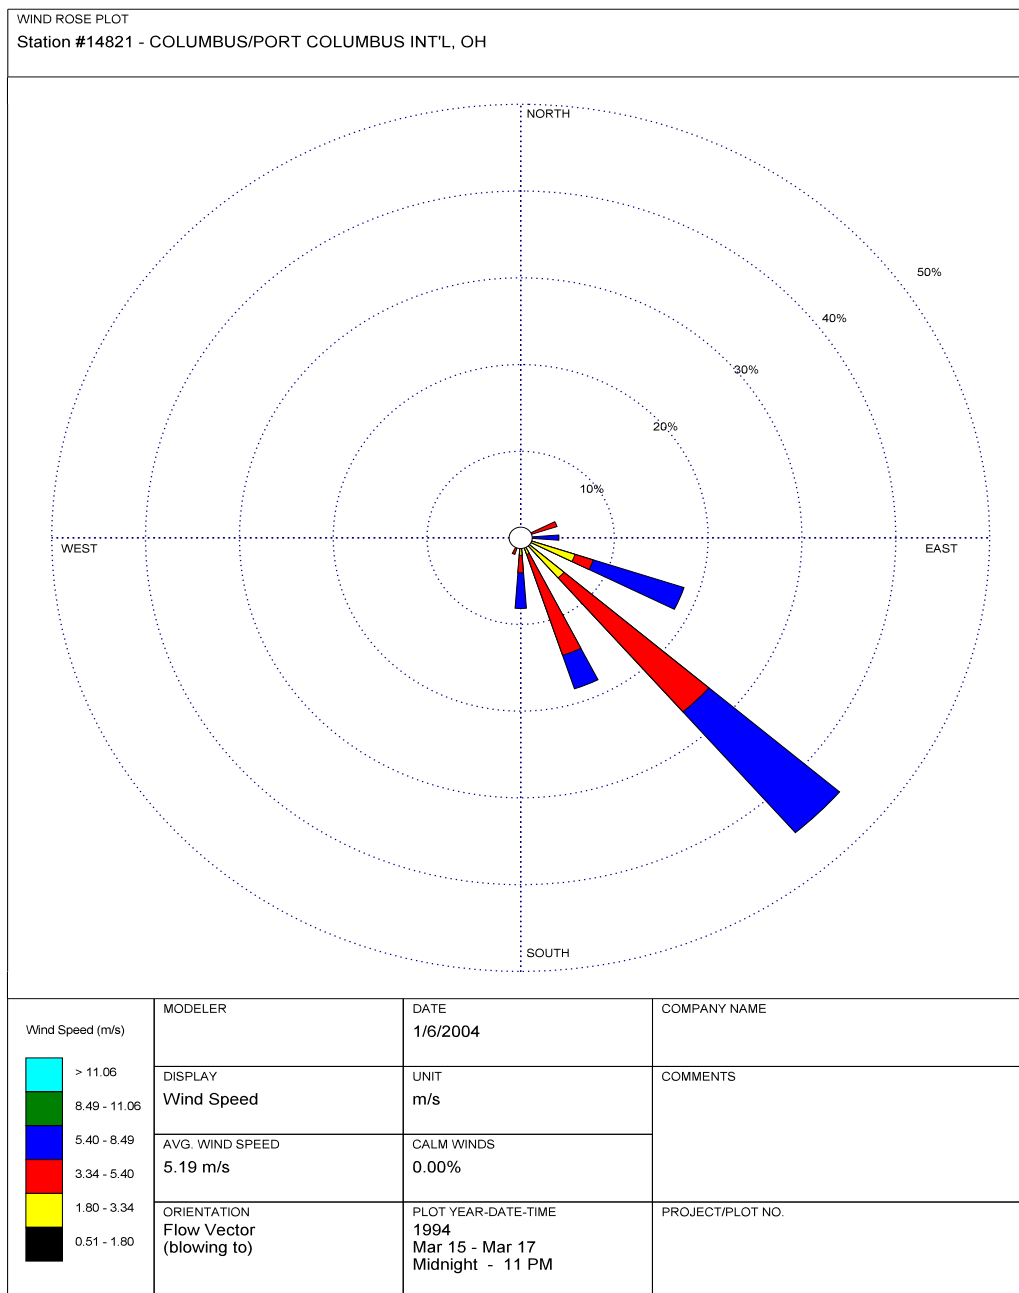 WIND ROSE PLOT
Station #14821 - COLUMBUS/PORT COLUMBUS INT'L, OH
NORTH
50%
40%
30%
20%
10%
WEST
EAST
SOUTH
Wind Speed (m/s)
> 11.06
8.49 - 11.06
5.40 - 8.49
3.34 - 5.40
1.80 - 3.34
0.51 - 1.80
MODELER
DATE
1/6/2004
COMPANY NAME
DISPLAY
Wind Speed
UNIT
m/s
COMMENTS
AVG. WIND SPEED
5.19 m/s
CALM WINDS
0.00%
ORIENTATION
Flow Vector
(blowing to)
PLOT YEAR-DATE-TIME
1994
Mar 15 - Mar 17
Midnight - 11 PM
PROJECT/PLOT NO.